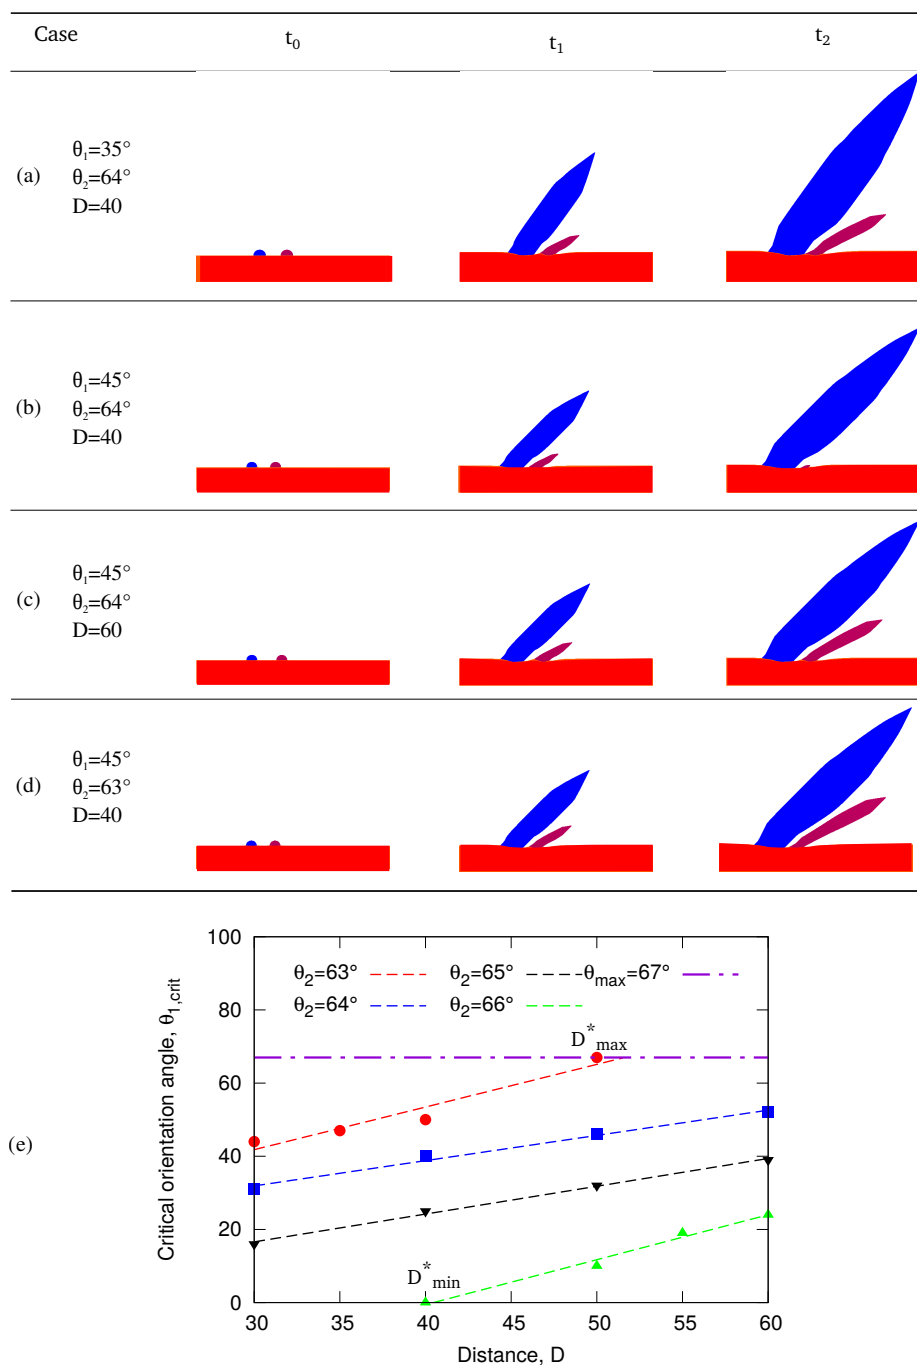 Case t₀ t₁ t₂
(a)
θ₁=35°
θ₂=64°
D=40
(b)
θ₁=45°
θ₂=64°
D=40
(c)
θ₁=45°
θ₂=64°
D=60
(d)
θ₁=45°
θ₂=63°
D=40
(e)
Critical orientation angle, θ₁,crit
100
80
60
40
20
0
θ₂=63° θ₂=65° θmax=67°
θ₂=64° θ₂=66°
D*max
D*min
30 35 40 45 50 55 60
Distance, D